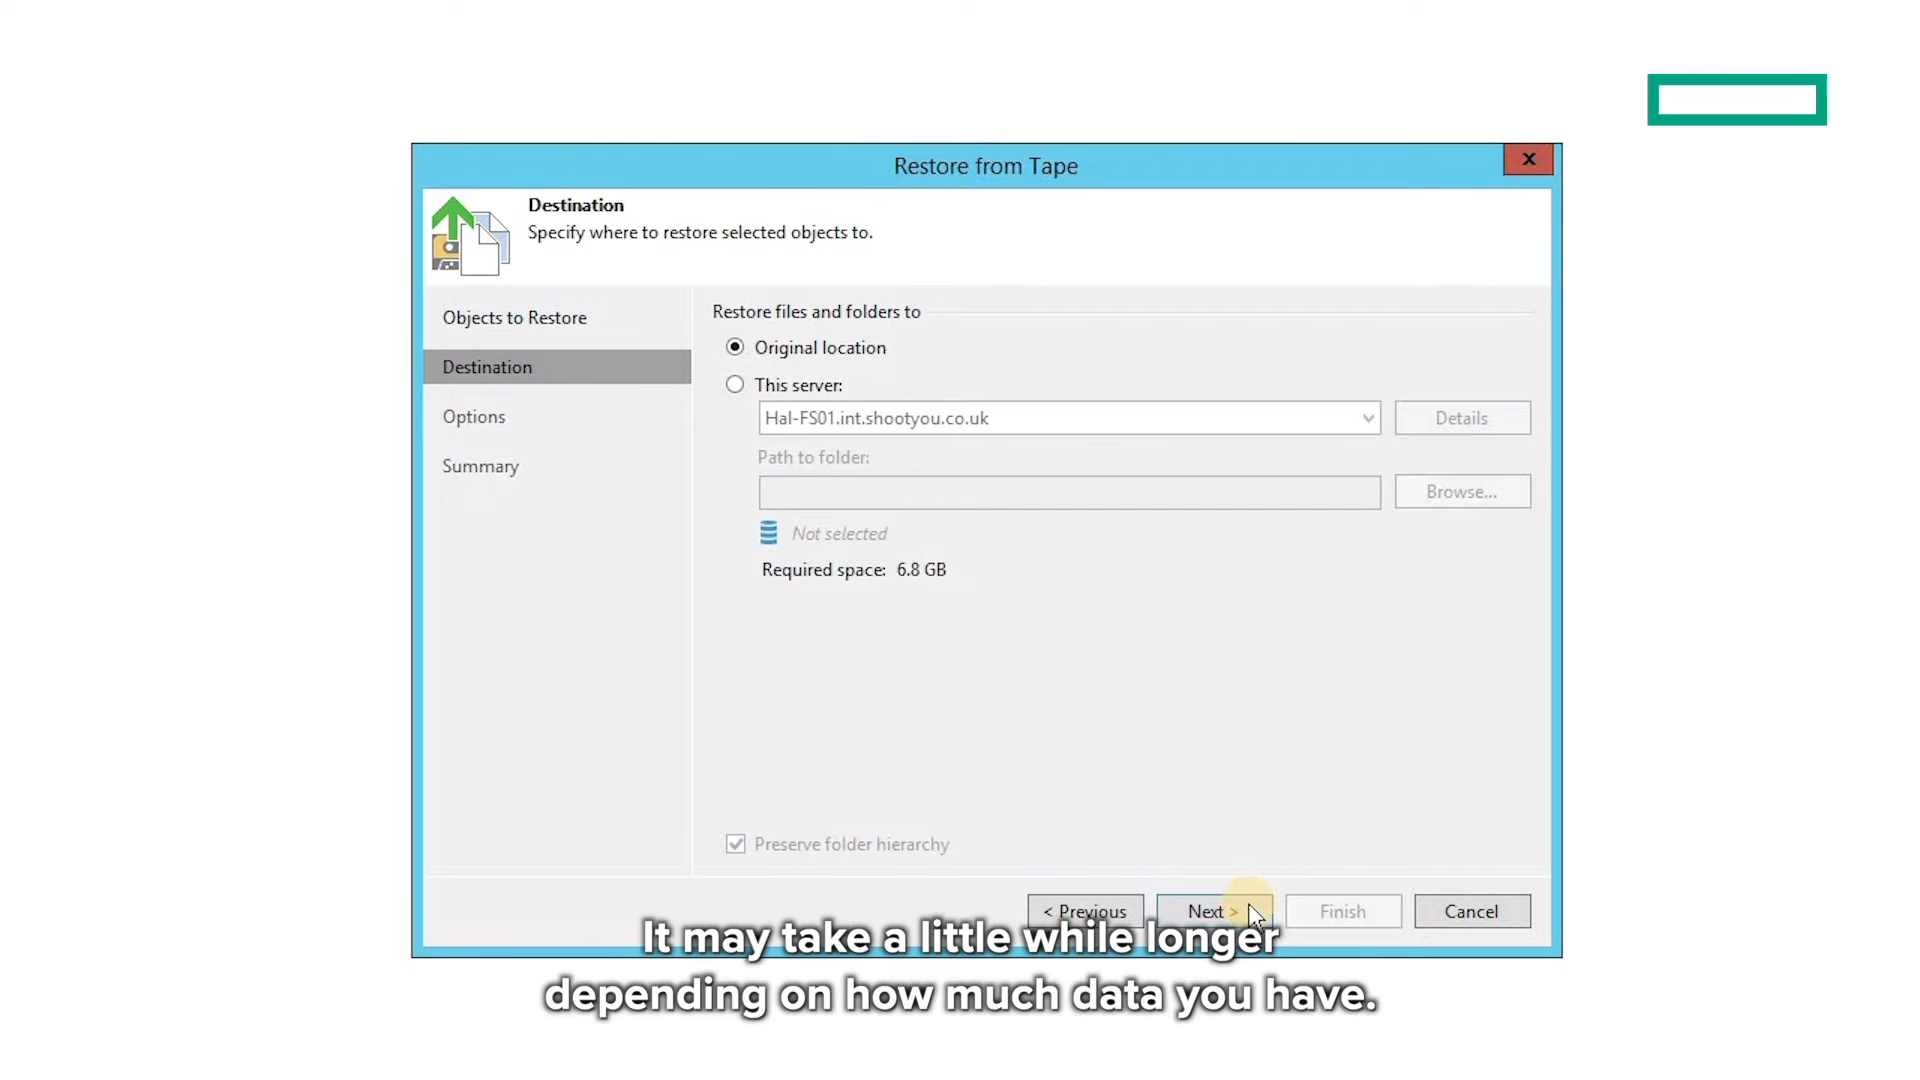 Restore from Tape
x
Destination
Specify where to restore selected objects to.
Objects to Restore
Destination
Options
Summary
Restore files and folders to
Original location
This server:
Hal-FS01.int.shootyou.co.uk
Details
Path to folder:
Browse...
Not selected
Required space: 6.8 GB
Preserve folder hierarchy
< Previous
Next >
Finish
Cancel
It may take a little while longer
depending on how much data you have.